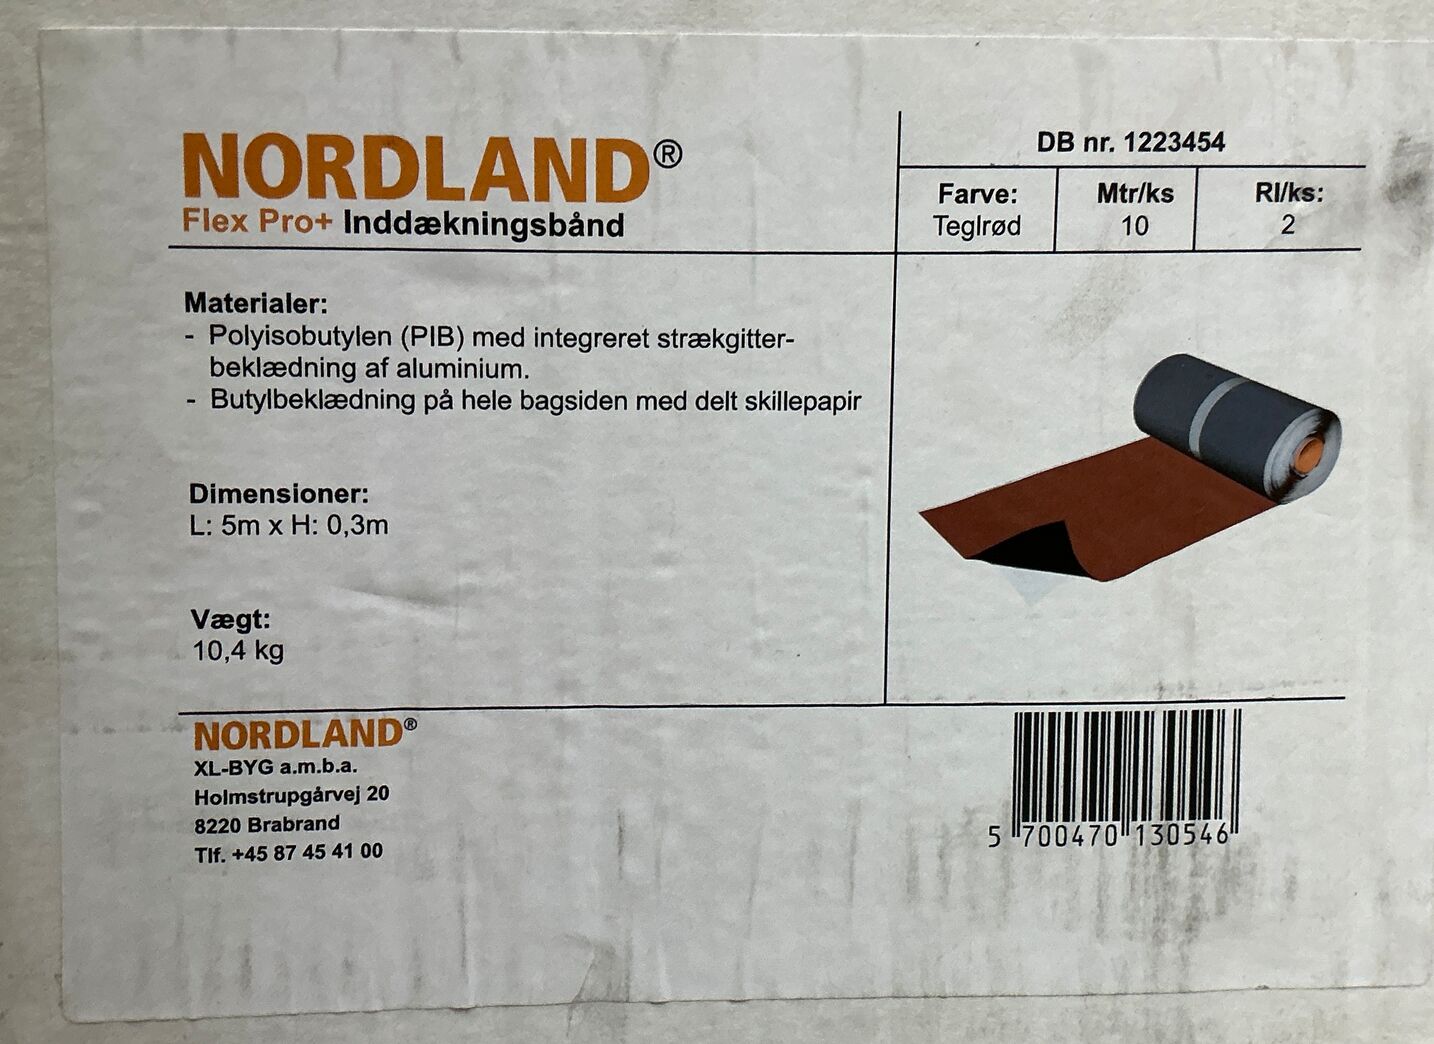 NORDLAND®
Flex Pro+ Inddækningsbånd
DB nr. 1223454
Farve: Mtr/ks Rl/ks:
Teglrød 10 2
Materialer:
- Polyisobutylen (PIB) med integreret strækgitter-
beklædning af aluminium.
- Butylbeklædning på hele bagsiden med delt skillepapir
Dimensioner:
L: 5m x H: 0,3m
Vægt:
10,4 kg
NORDLAND®
XL-BYG a.m.b.a.
Holmstrupgårvej 20
8220 Brabrand
Tlf. +45 87 45 41 00
5 700470 130546